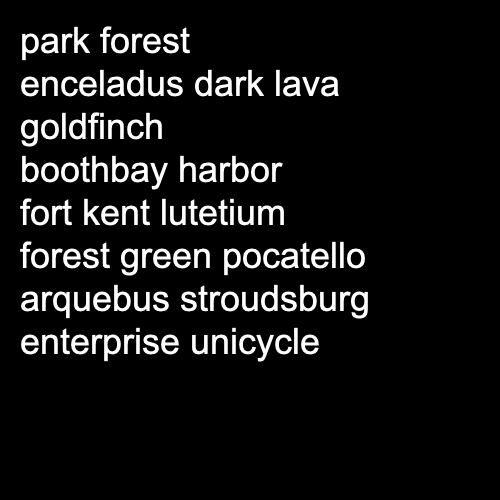 park forest
enceladus dark lava
goldfinch
boothbay harbor
fort kent lutetium
forest green pocatello
arquebus stroudsburg
enterprise unicycle